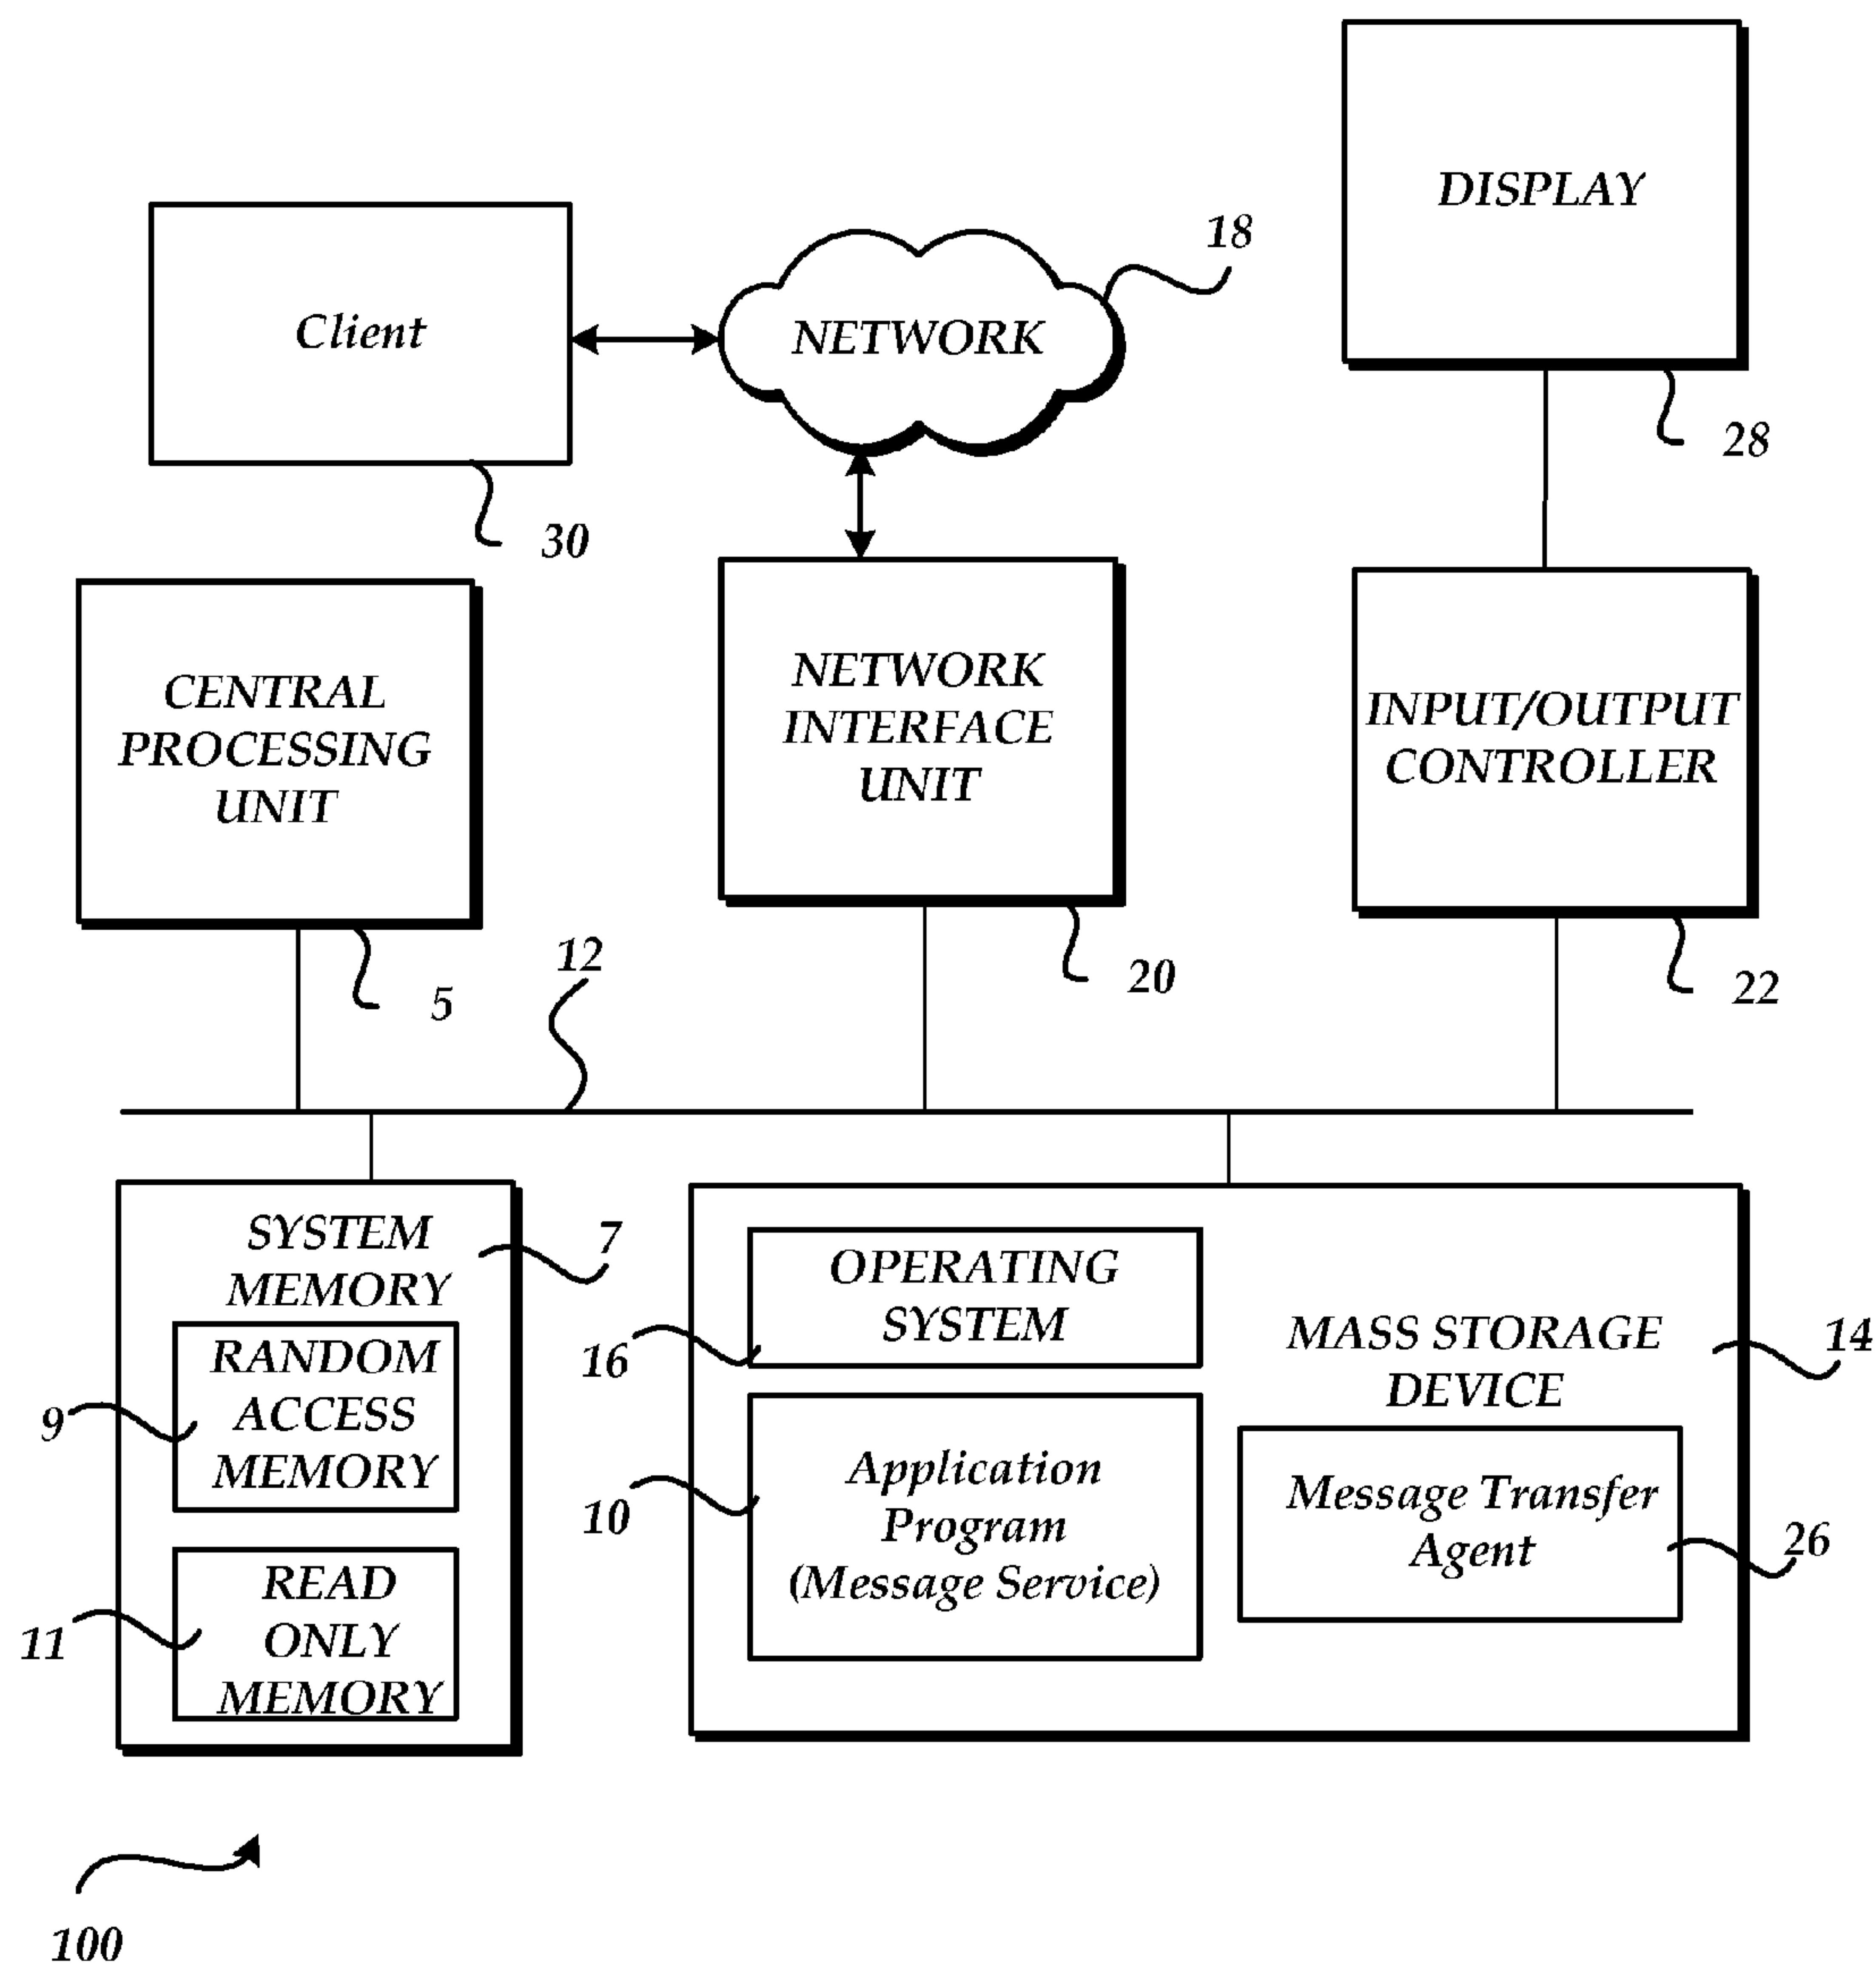 DISPLAY
28
Client
30
NETWORK
18
CENTRAL
PROCESSING
UNIT
5
NETWORK
INTERFACE
UNIT
20
INPUT/OUTPUT
CONTROLLER
22
12
SYSTEM
MEMORY
7
RANDOM
ACCESS
MEMORY
9
READ
ONLY
MEMORY
11
OPERATING
SYSTEM
16
MASS STORAGE
DEVICE
14
Application
Program
(Message Service)
10
Message Transfer
Agent
26
100